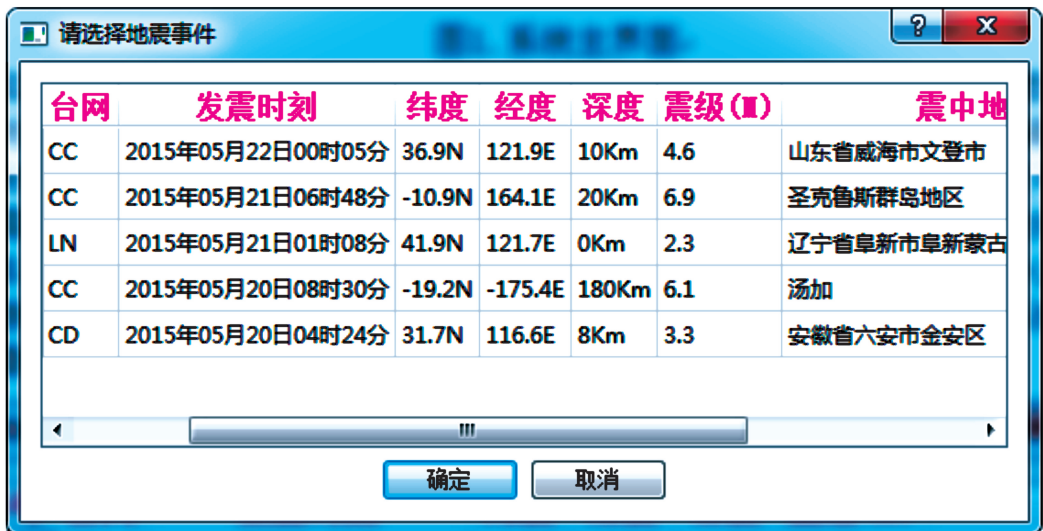 请选择地震事件
台网 发震时刻 纬度 经度 深度 震级(M) 震中地
CC 2015年05月22日00时05分 36.9N 121.9E 10Km 4.6 山东省威海市文登市
CC 2015年05月21日06时48分 -10.9N 164.1E 20Km 6.9 圣克鲁斯群岛地区
LN 2015年05月21日01时08分 41.9N 121.7E 0Km 2.3 辽宁省阜新市阜新蒙古
CC 2015年05月20日08时30分 -19.2N -175.4E 180Km 6.1 汤加
CD 2015年05月20日04时24分 31.7N 116.6E 8Km 3.3 安徽省六安市金安区
确定 取消